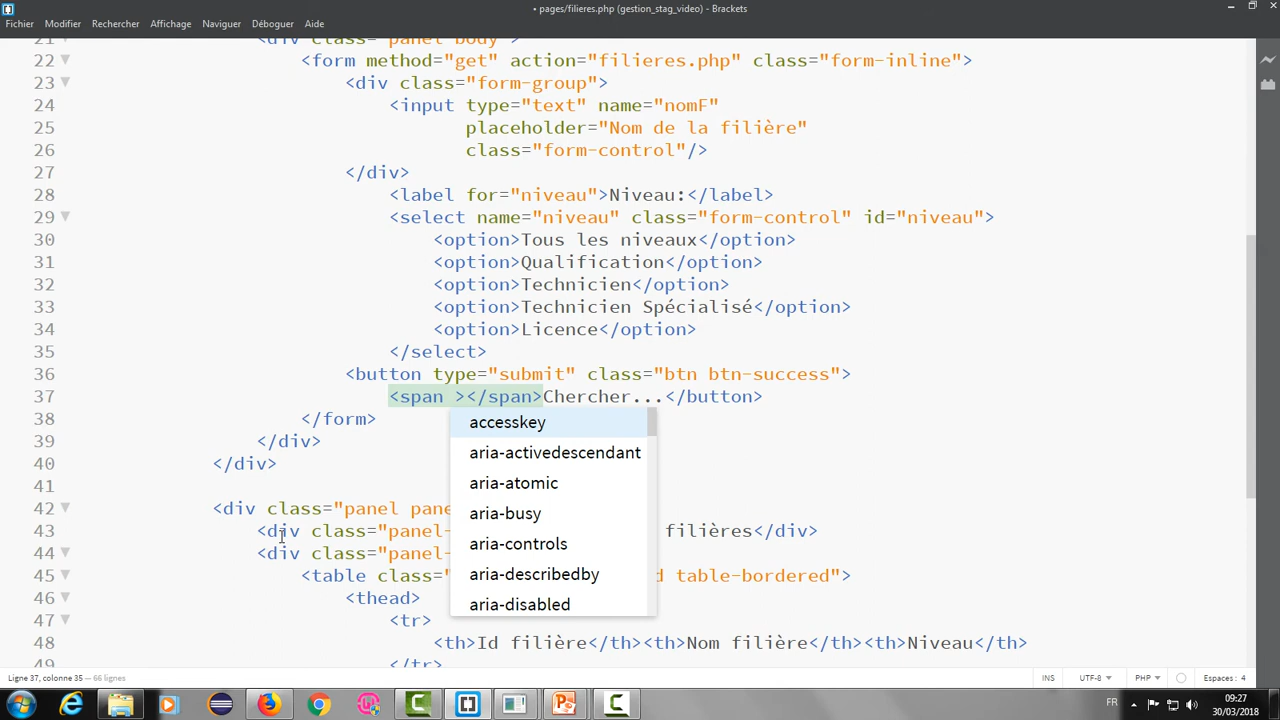 • pages/filieres.php (gestion_stag_video) - Brackets
Fichier Modifier Rechercher Affichage Naviguer Déboguer Aide
21 <div class="panel body">
22 <form method="get" action="filieres.php" class="form-inline">
23 <div class="form-group">
24 <input type="text" name="nomF"
25 placeholder="Nom de la filière"
26 class="form-control"/>
27 </div>
28 <label for="niveau">Niveau:</label>
29 <select name="niveau" class="form-control" id="niveau">
30 <option>Tous les niveaux</option>
31 <option>Qualification</option>
32 <option>Technicien</option>
33 <option>Technicien Spécialisé</option>
34 <option>Licence</option>
35 </select>
36 <button type="submit" class="btn btn-success">
37 <span ></span>Chercher...</button>
38 </form>
39 </div>
40 </div>
41
42 <div class="panel pane
43 <div class="panel- filières</div>
44 <div class="panel-
45 <table class=" d table-bordered">
46 <thead>
47 <tr>
48 <th>Id filière</th><th>Nom filière</th><th>Niveau</th>
49 </tr>
accesskey
aria-activedescendant
aria-atomic
aria-busy
aria-controls
aria-describedby
aria-disabled
Ligne 37, colonne 35 — 66 lignes
INS UTF-8 PHP Espaces : 4
FR 09:27
30/03/2018